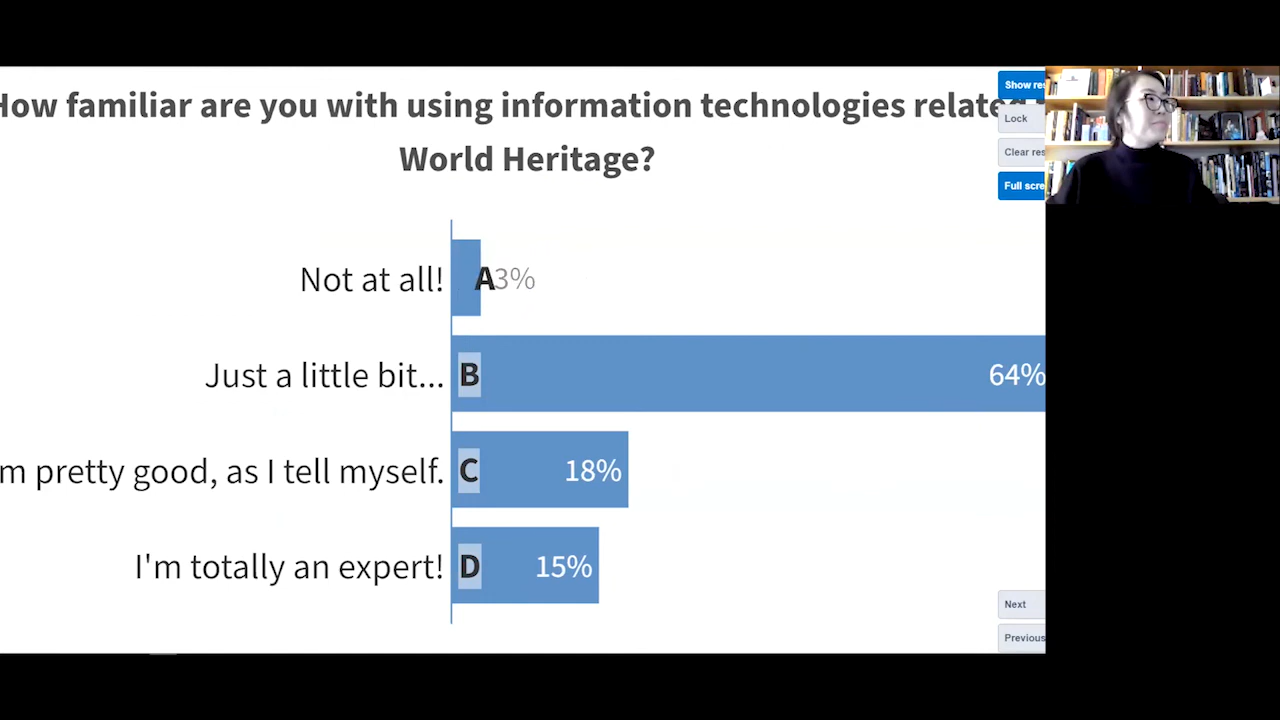 How familiar are you with using information technologies relate
World Heritage?
Show res
Lock
Clear res
Full scre
Not at all!
A
3%
Just a little bit...
B
64%
m pretty good, as I tell myself.
C
18%
I'm totally an expert!
D
15%
Next
Previous